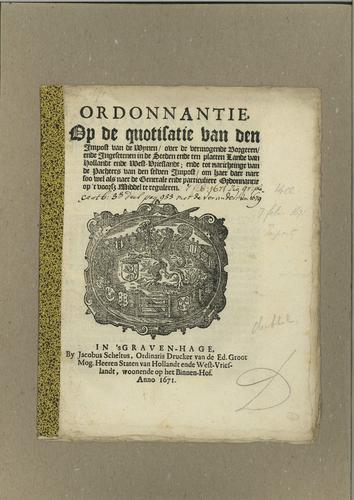 ORDONNANTIE,
Op de quotisatie van den
Impost van de Wynen / over de vermogende Borgeren /
ende Ingesetenen in de Steden ende ten platten Lande van
Hollandt ende West-Vrieslandt; ende tot narichtinge van
de Pachters van den selven Impost / om haer daer nare
soo wel als nare de Generale ende particuliere Ordonnantie
op 't voorsz Middel te reguleren.
IN 'sGRAVEN-HAGE,
By Jacobus Scheltus, Ordinaris Drucker van de Ed. Groot
Mog. Heeren Staten van Hollandt ende West-Vries-
landt, woonende op het Binnen-Hof.
Anno 1671.
D